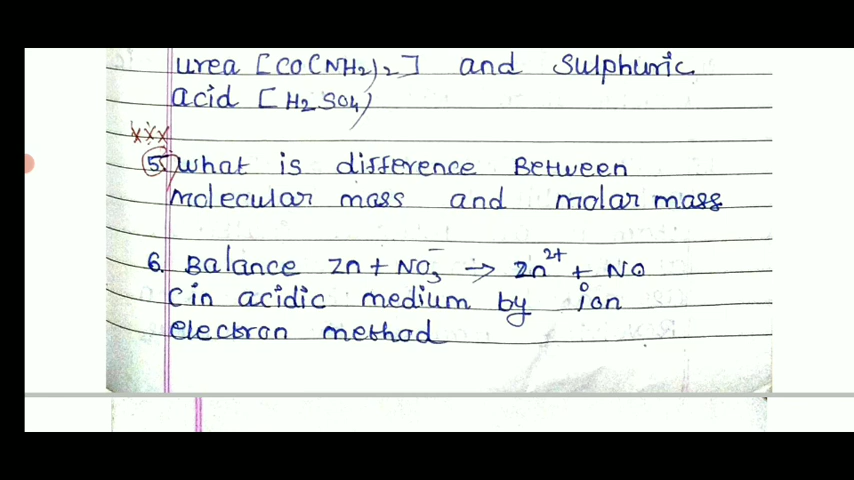 urea [CO(NH2)2] and Sulphuric
acid [H2SO4)
xxx
5 What is difference Between
molecular mass and molar mass
6. Balance Zn + NO3⁻ → Zn²⁺ + NO
Cin acidic medium by ion
electron method